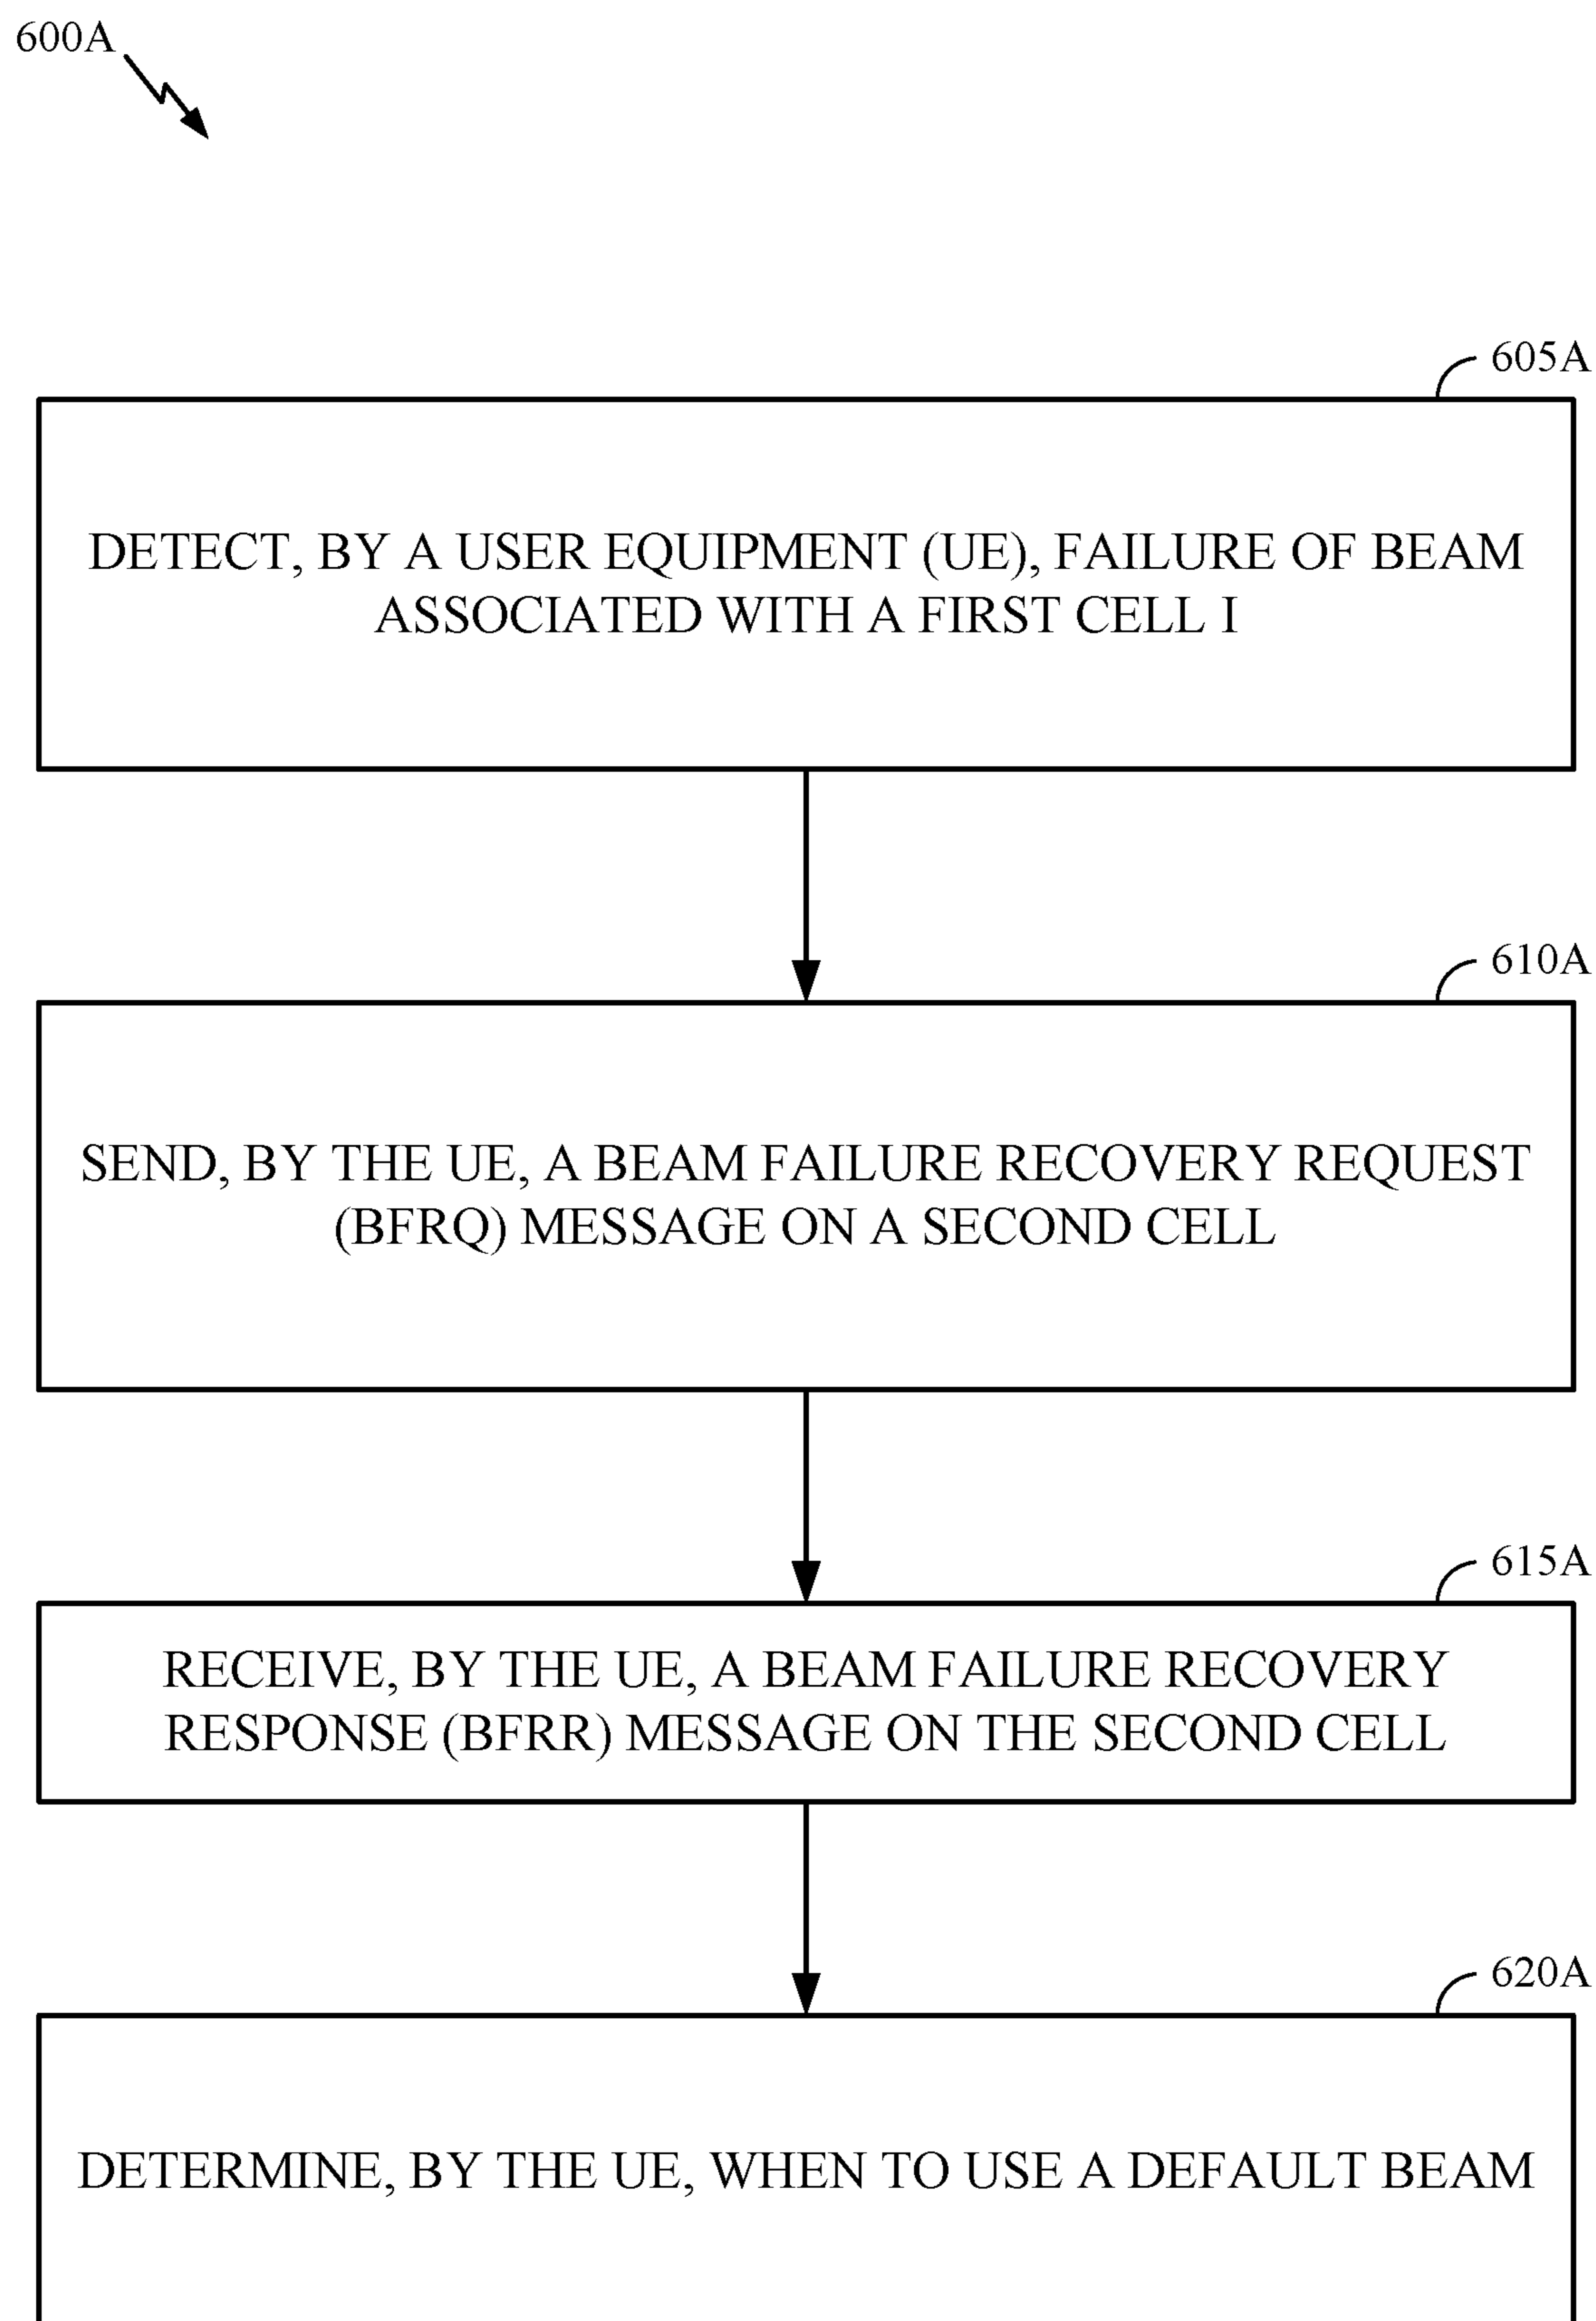 600A
605A
DETECT, BY A USER EQUIPMENT (UE), FAILURE OF BEAM
ASSOCIATED WITH A FIRST CELL I
610A
SEND, BY THE UE, A BEAM FAILURE RECOVERY REQUEST
(BFRQ) MESSAGE ON A SECOND CELL
615A
RECEIVE, BY THE UE, A BEAM FAILURE RECOVERY
RESPONSE (BFRR) MESSAGE ON THE SECOND CELL
620A
DETERMINE, BY THE UE, WHEN TO USE A DEFAULT BEAM